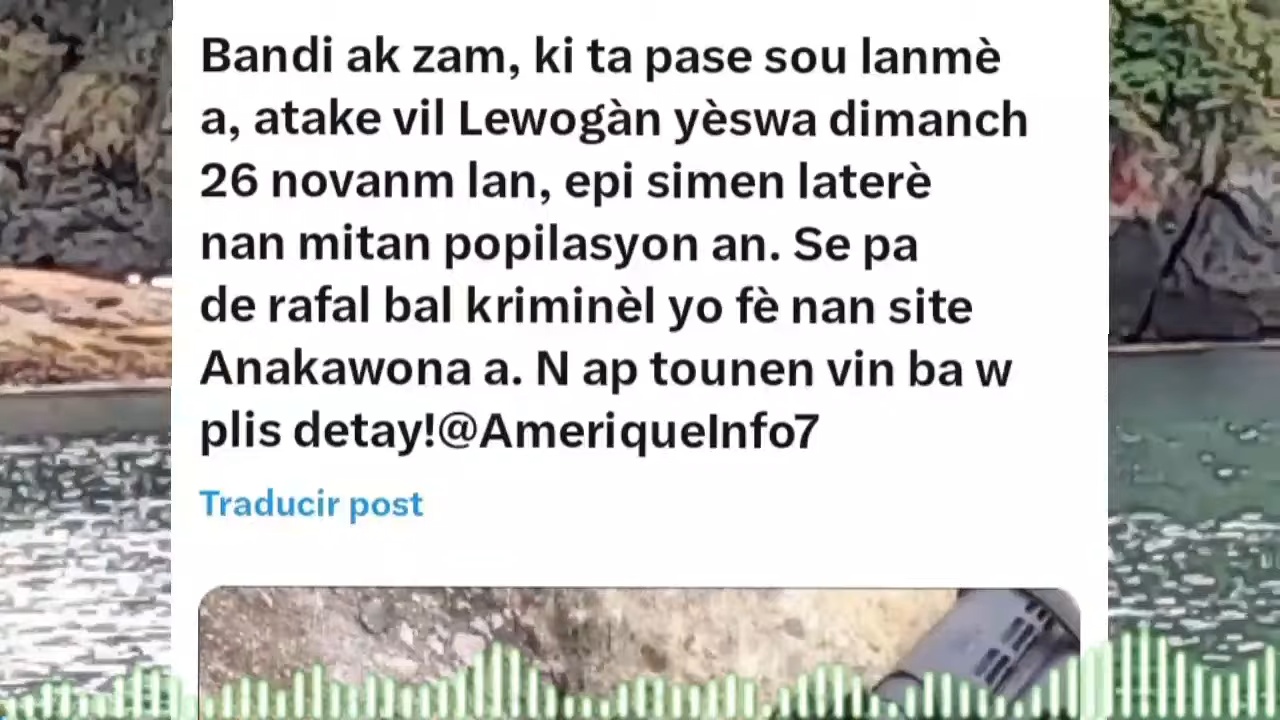 Bandi ak zam, ki ta pase sou lanmè
a, atake vil Lewogàn yèswa dimanch
26 novanm lan, epi simen laterè
nan mitan popilasyon an. Se pa
de rafal bal kriminèl yo fè nan site
Anakawona a. N ap tounen vin ba w
plis detay!@AmeriqueInfo7
Traducir post